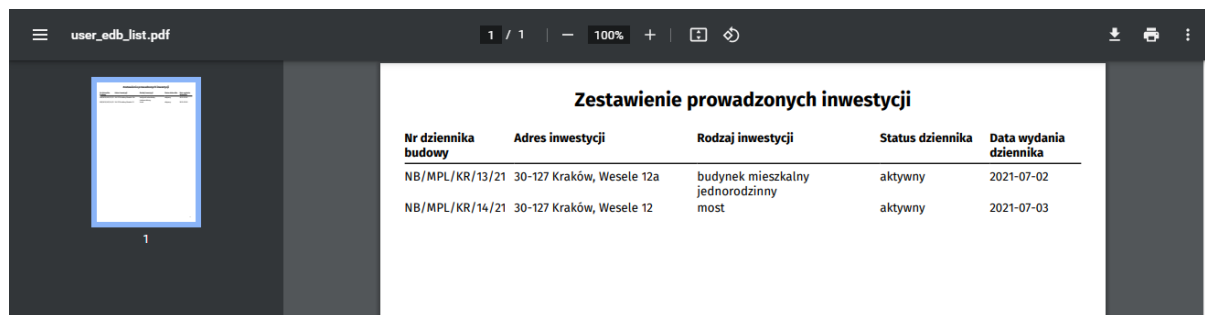 user_edb_list.pdf
1 / 1
100%
1
Zestawienie prowadzonych inwestycji
Nr dziennika budowy Adres inwestycji Rodzaj inwestycji Status dziennika Data wydania dziennika
NB/MPL/KR/13/21 30-127 Kraków, Wesele 12a budynek mieszkalny jednorodzinny aktywny 2021-07-02
NB/MPL/KR/14/21 30-127 Kraków, Wesele 12 most aktywny 2021-07-03